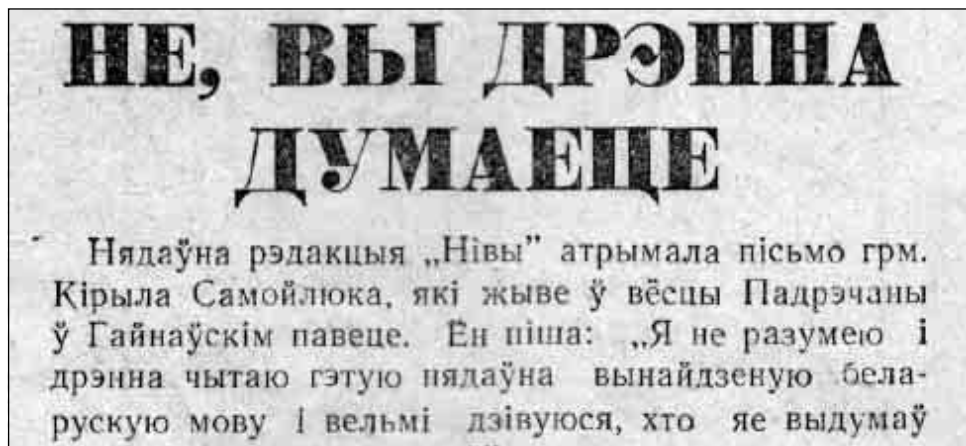 НЕ, ВЫ ДРЭННА
ДУМАЕЦЕ
Нядаўна рэдакцыя „Нівы” атрымала пісьмо грм.
Кірыла Самойлюка, які жыве ў вёсцы Падрэчаны
ў Гайнаўскім павеце. Ён піша: „Я не разумею і
дрэнна чытаю гэтую нядаўна вынайдзеную бела-
рускую мову і вельмі дзівуюся, хто яе выдумаў